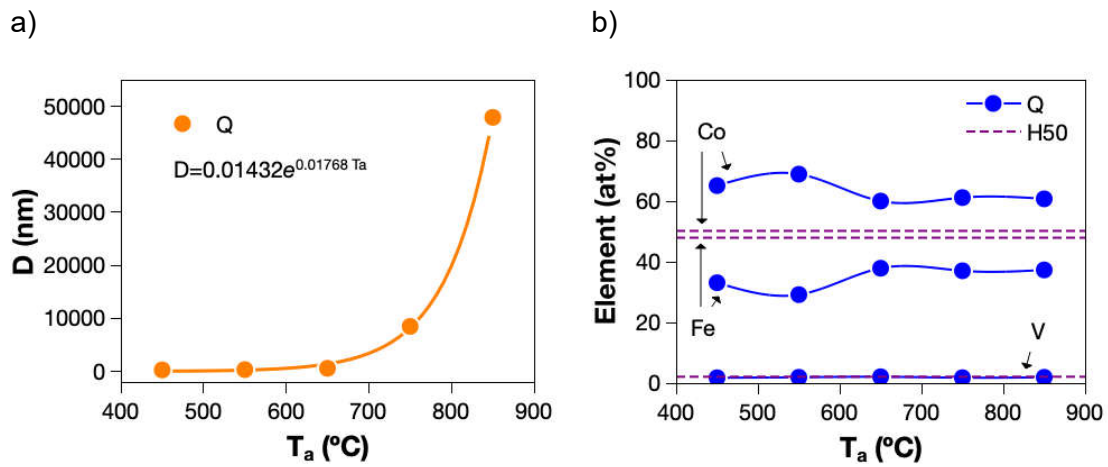 a)
b)
D (nm)
50000
40000
30000
20000
10000
0
Q
D=0.01432e^0.01768 Ta
400 500 600 700 800 900
Ta (ºC)
Element (at%)
100
80
60
40
20
0
Q
H50
Co
Fe
V
400 500 600 700 800 900
Ta (ºC)